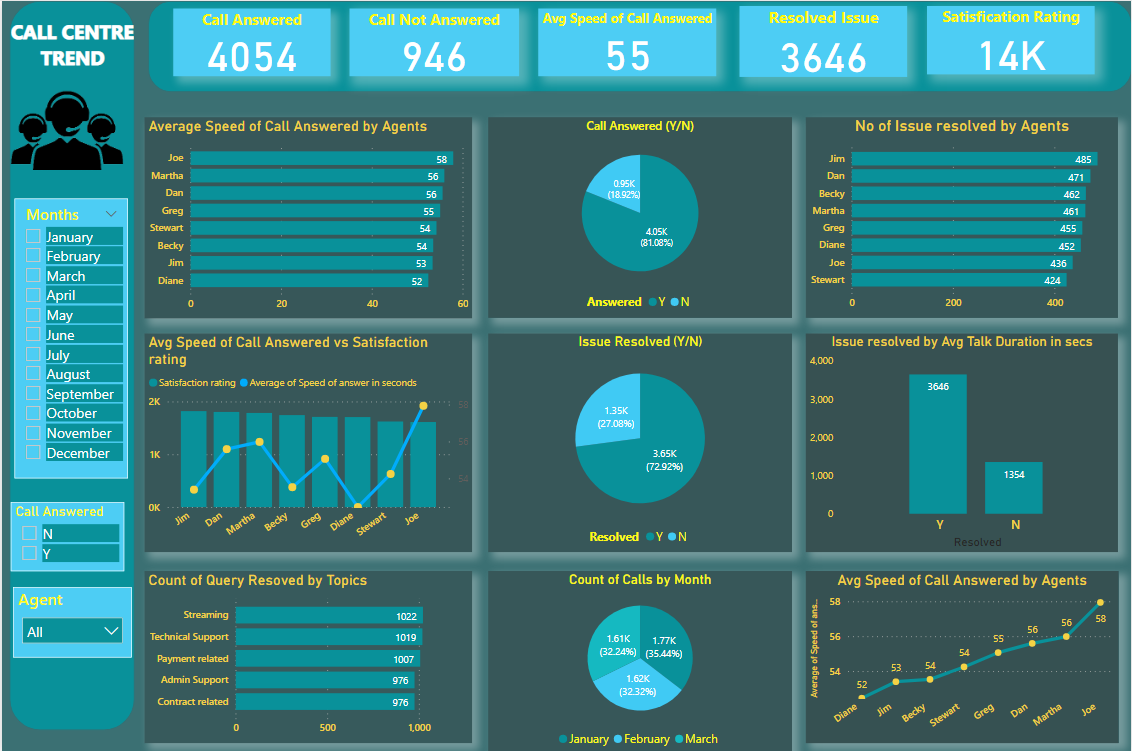 CALL CENTRE
TREND
Call Answered
4054
Call Not Answered
946
Avg Speed of Call Answered
55
Resolved Issue
3646
Satisfication Rating
14K
Months
January
February
March
April
May
June
July
August
September
October
November
December
Call Answered
N
Y
Agent
All
Average Speed of Call Answered by Agents
Joe 58
Martha 56
Dan 56
Greg 55
Stewart 54
Becky 54
Jim 53
Diane 52
0 20 40 60
Call Answered (Y/N)
0.95K
(18.92%)
4.05K
(81.08%)
Answered Y N
No of Issue resolved by Agents
Jim 485
Dan 471
Becky 462
Martha 461
Greg 455
Diane 452
Joe 436
Stewart 424
0 200 400
Avg Speed of Call Answered vs Satisfaction
rating
Satisfaction rating Average of Speed of answer in seconds
2K 58
1K 56
54
0K
Jim Dan Martha Becky Greg Diane Stewart Joe
Issue Resolved (Y/N)
1.35K
(27.08%)
3.65K
(72.92%)
Resolved Y N
Issue resolved by Avg Talk Duration in secs
4,000
3,000
2,000
1,000
0
3646
1354
Y N
Resolved
Count of Query Resoved by Topics
Streaming 1022
Technical Support 1019
Payment related 1007
Admin Support 976
Contract related 976
0 500 1,000
Count of Calls by Month
1.61K
(32.24%)
1.77K
(35.44%)
1.62K
(32.32%)
January February March
Avg Speed of Call Answered by Agents
Average of Speed of ans...
58
56
54
52 53 54 54 55 56 56 58
Diane Jim Becky Stewart Greg Dan Martha Joe